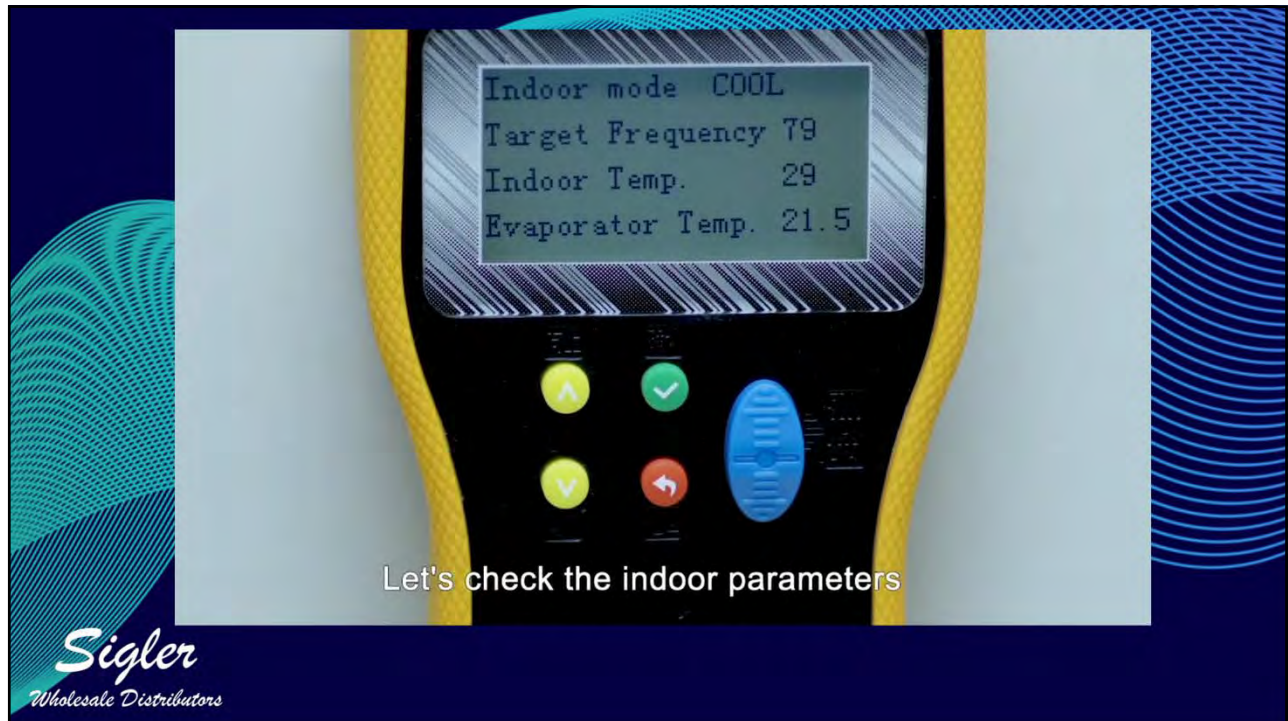 Indoor mode COOL
Target Frequency 79
Indoor Temp. 29
Evaporator Temp. 21.5
Let's check the indoor parameters
Sigler
Wholesale Distributors